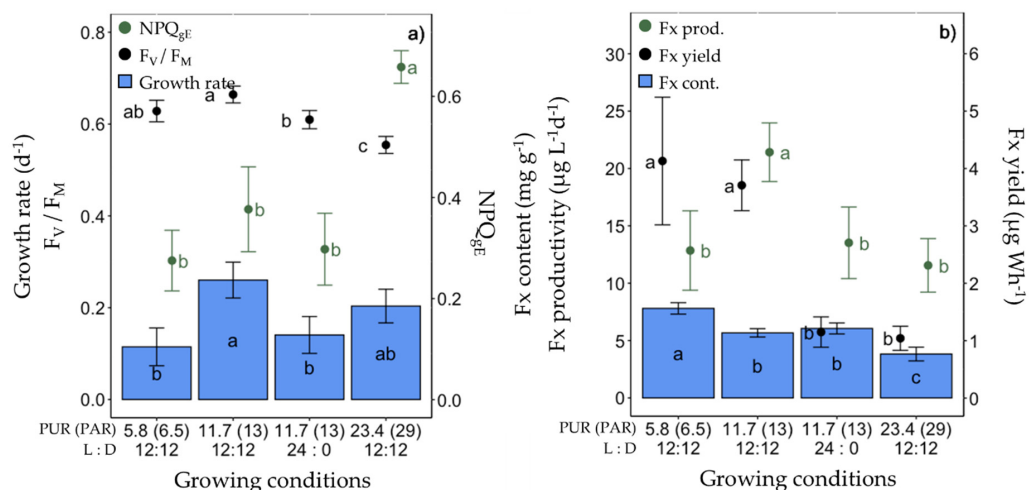 a)
NPQgE
FV / FM
Growth rate
Growth rate (d-1)
FV / FM
0.8
0.6
0.4
0.2
0.0
ab
a
b
c
b
b
b
a
b
a
b
ab
0.6
0.4
0.2
0.0
NPQgE
PUR (PAR) 5.8 (6.5) 11.7 (13) 11.7 (13) 23.4 (29)
L : D 12:12 12:12 24 : 0 12:12
Growing conditions
b)
Fx prod.
Fx yield
Fx cont.
Fx content (mg g-1)
Fx productivity (µg L-1d-1)
30
25
20
15
10
5
0
a
a
b
b
b
a
b
b
a
b
b
c
6
5
4
3
2
1
0
Fx yield (µg Wh-1)
PUR (PAR) 5.8 (6.5) 11.7 (13) 11.7 (13) 23.4 (29)
L : D 12:12 12:12 24 : 0 12:12
Growing conditions